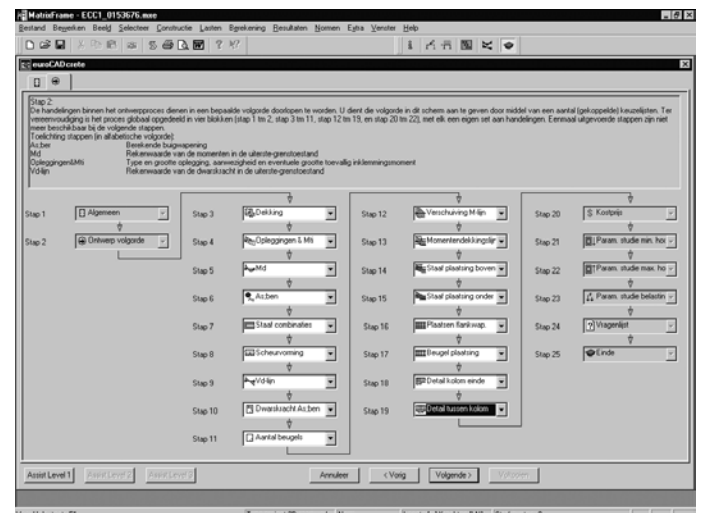 MatrixFrame - ECC1_0153676.mxe
Bestand Bewerken Beeld Selecteer Constructie Lasten Berekening Resultaten Normen Extra Venster Help
euroCADcrete
Stap 2:
De handelingen binnen het ontwerpproces dienen in een bepaalde volgorde doorlopen te worden. U dient die volgorde in dit scherm aan te geven door middel van een aantal (gekoppelde) keuzelijsten. Ter
vereenvoudiging is het proces globaal opgedeeld in vier blokken (stap 1 tm 2, stap 3 tm 11, stap 12 tm 19, en stap 20 tm 22), met elk een eigen set aan handelingen. Eenmaal uitgevoerde stappen zijn niet
meer beschikbaar bij de volgende stappen.
Toelichting stappen (in alfabetische volgorde):
As;ber Berekende buigwapening
Md Rekenwaarde van de momenten in de uiterste-grenstoestand
Opleggingen&Mti Type en grootte oplegging, aanwezigheid en eventuele grootte toevallig inklemmingsmoment
Vd-lijn Rekenwaarde van de dwarskracht in de uiterste-grenstoestand
Stap 1 Algemeen
Stap 2 Ontwerp volgorde
Stap 3 Dekking
Stap 4 Opleggingen & Mti
Stap 5 Md
Stap 6 As;ben
Stap 7 Staal combinaties
Stap 8 Scheurvorming
Stap 9 Vd-lijn
Stap 10 Dwarskracht As;ben
Stap 11 Aantal beugels
Stap 12 Verschuiving M-lijn
Stap 13 Momentendekkingslijr
Stap 14 Staal plaatsing boven
Stap 15 Staal plaatsing onder
Stap 16 Plaatsen flankwap.
Stap 17 Beugel plaatsing
Stap 18 Detail kolom einde
Stap 19 Detail tussen kolom
Stap 20 Kostprijs
Stap 21 Param. studie min. hor
Stap 22 Param. studie max. ho
Stap 23 Param. studie belastin
Stap 24 Vragenlijst
Stap 25 Einde
Assist Level 1 Assist Level 2 Assist Level 3 Annuleer < Vorig Volgende > Voltooien